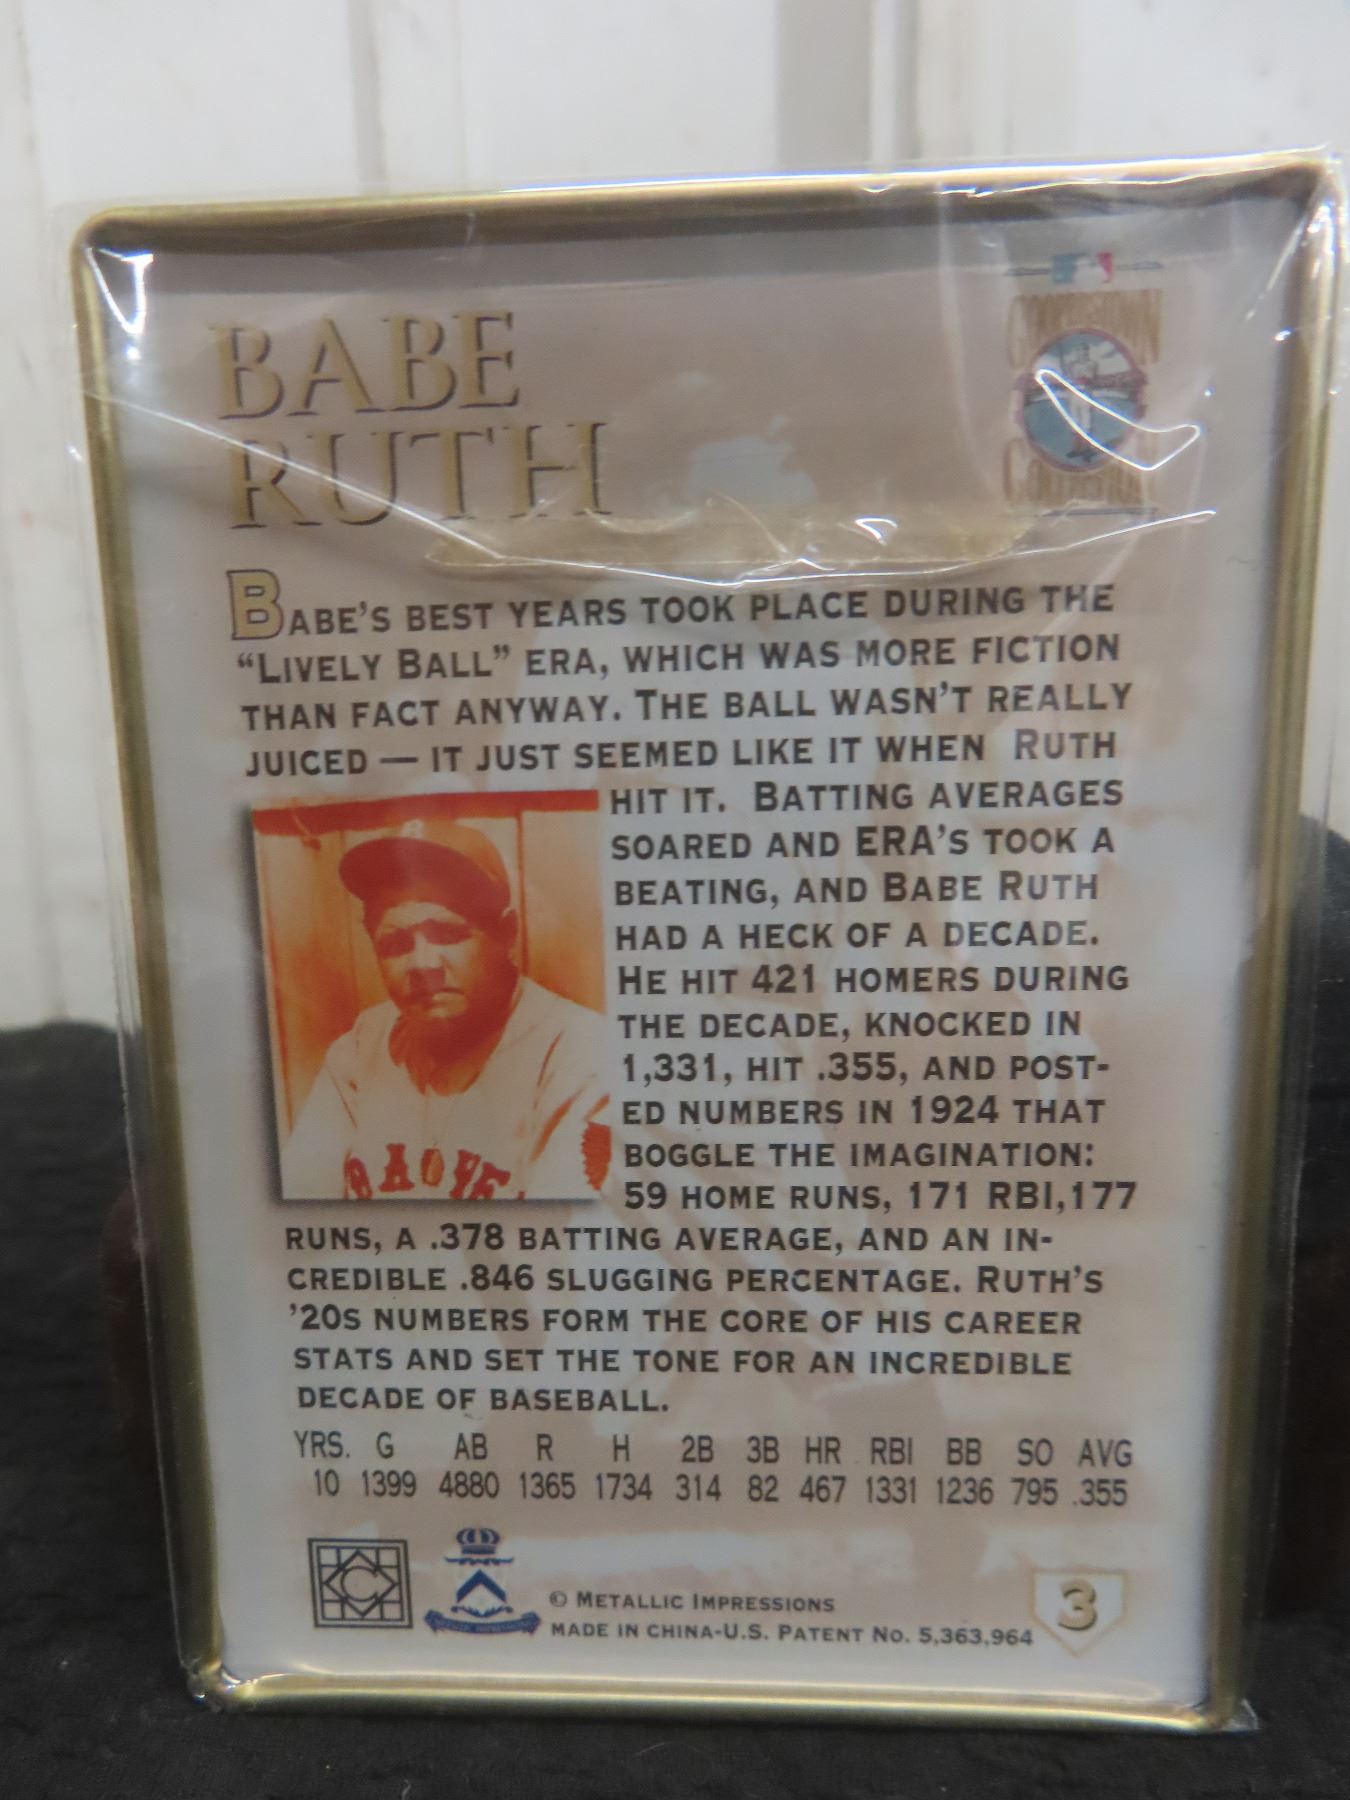 BABE
RUTH
COOPERSTOWN
COLLECTION
BABE'S BEST YEARS TOOK PLACE DURING THE
“LIVELY BALL” ERA, WHICH WAS MORE FICTION
THAN FACT ANYWAY. THE BALL WASN'T REALLY
JUICED — IT JUST SEEMED LIKE IT WHEN RUTH
HIT IT. BATTING AVERAGES
SOARED AND ERA'S TOOK A
BEATING, AND BABE RUTH
HAD A HECK OF A DECADE.
HE HIT 421 HOMERS DURING
THE DECADE, KNOCKED IN
1,331, HIT .355, AND POST-
ED NUMBERS IN 1924 THAT
BOGGLE THE IMAGINATION:
59 HOME RUNS, 171 RBI,177
RUNS, A .378 BATTING AVERAGE, AND AN IN-
CREDIBLE .846 SLUGGING PERCENTAGE. RUTH'S
'20S NUMBERS FORM THE CORE OF HIS CAREER
STATS AND SET THE TONE FOR AN INCREDIBLE
DECADE OF BASEBALL.
YRS. G AB R H 2B 3B HR RBI BB SO AVG
10 1399 4880 1365 1734 314 82 467 1331 1236 795 .355
© METALLIC IMPRESSIONS
MADE IN CHINA-U.S. PATENT NO. 5,363,964
3
B
BRAVES
C